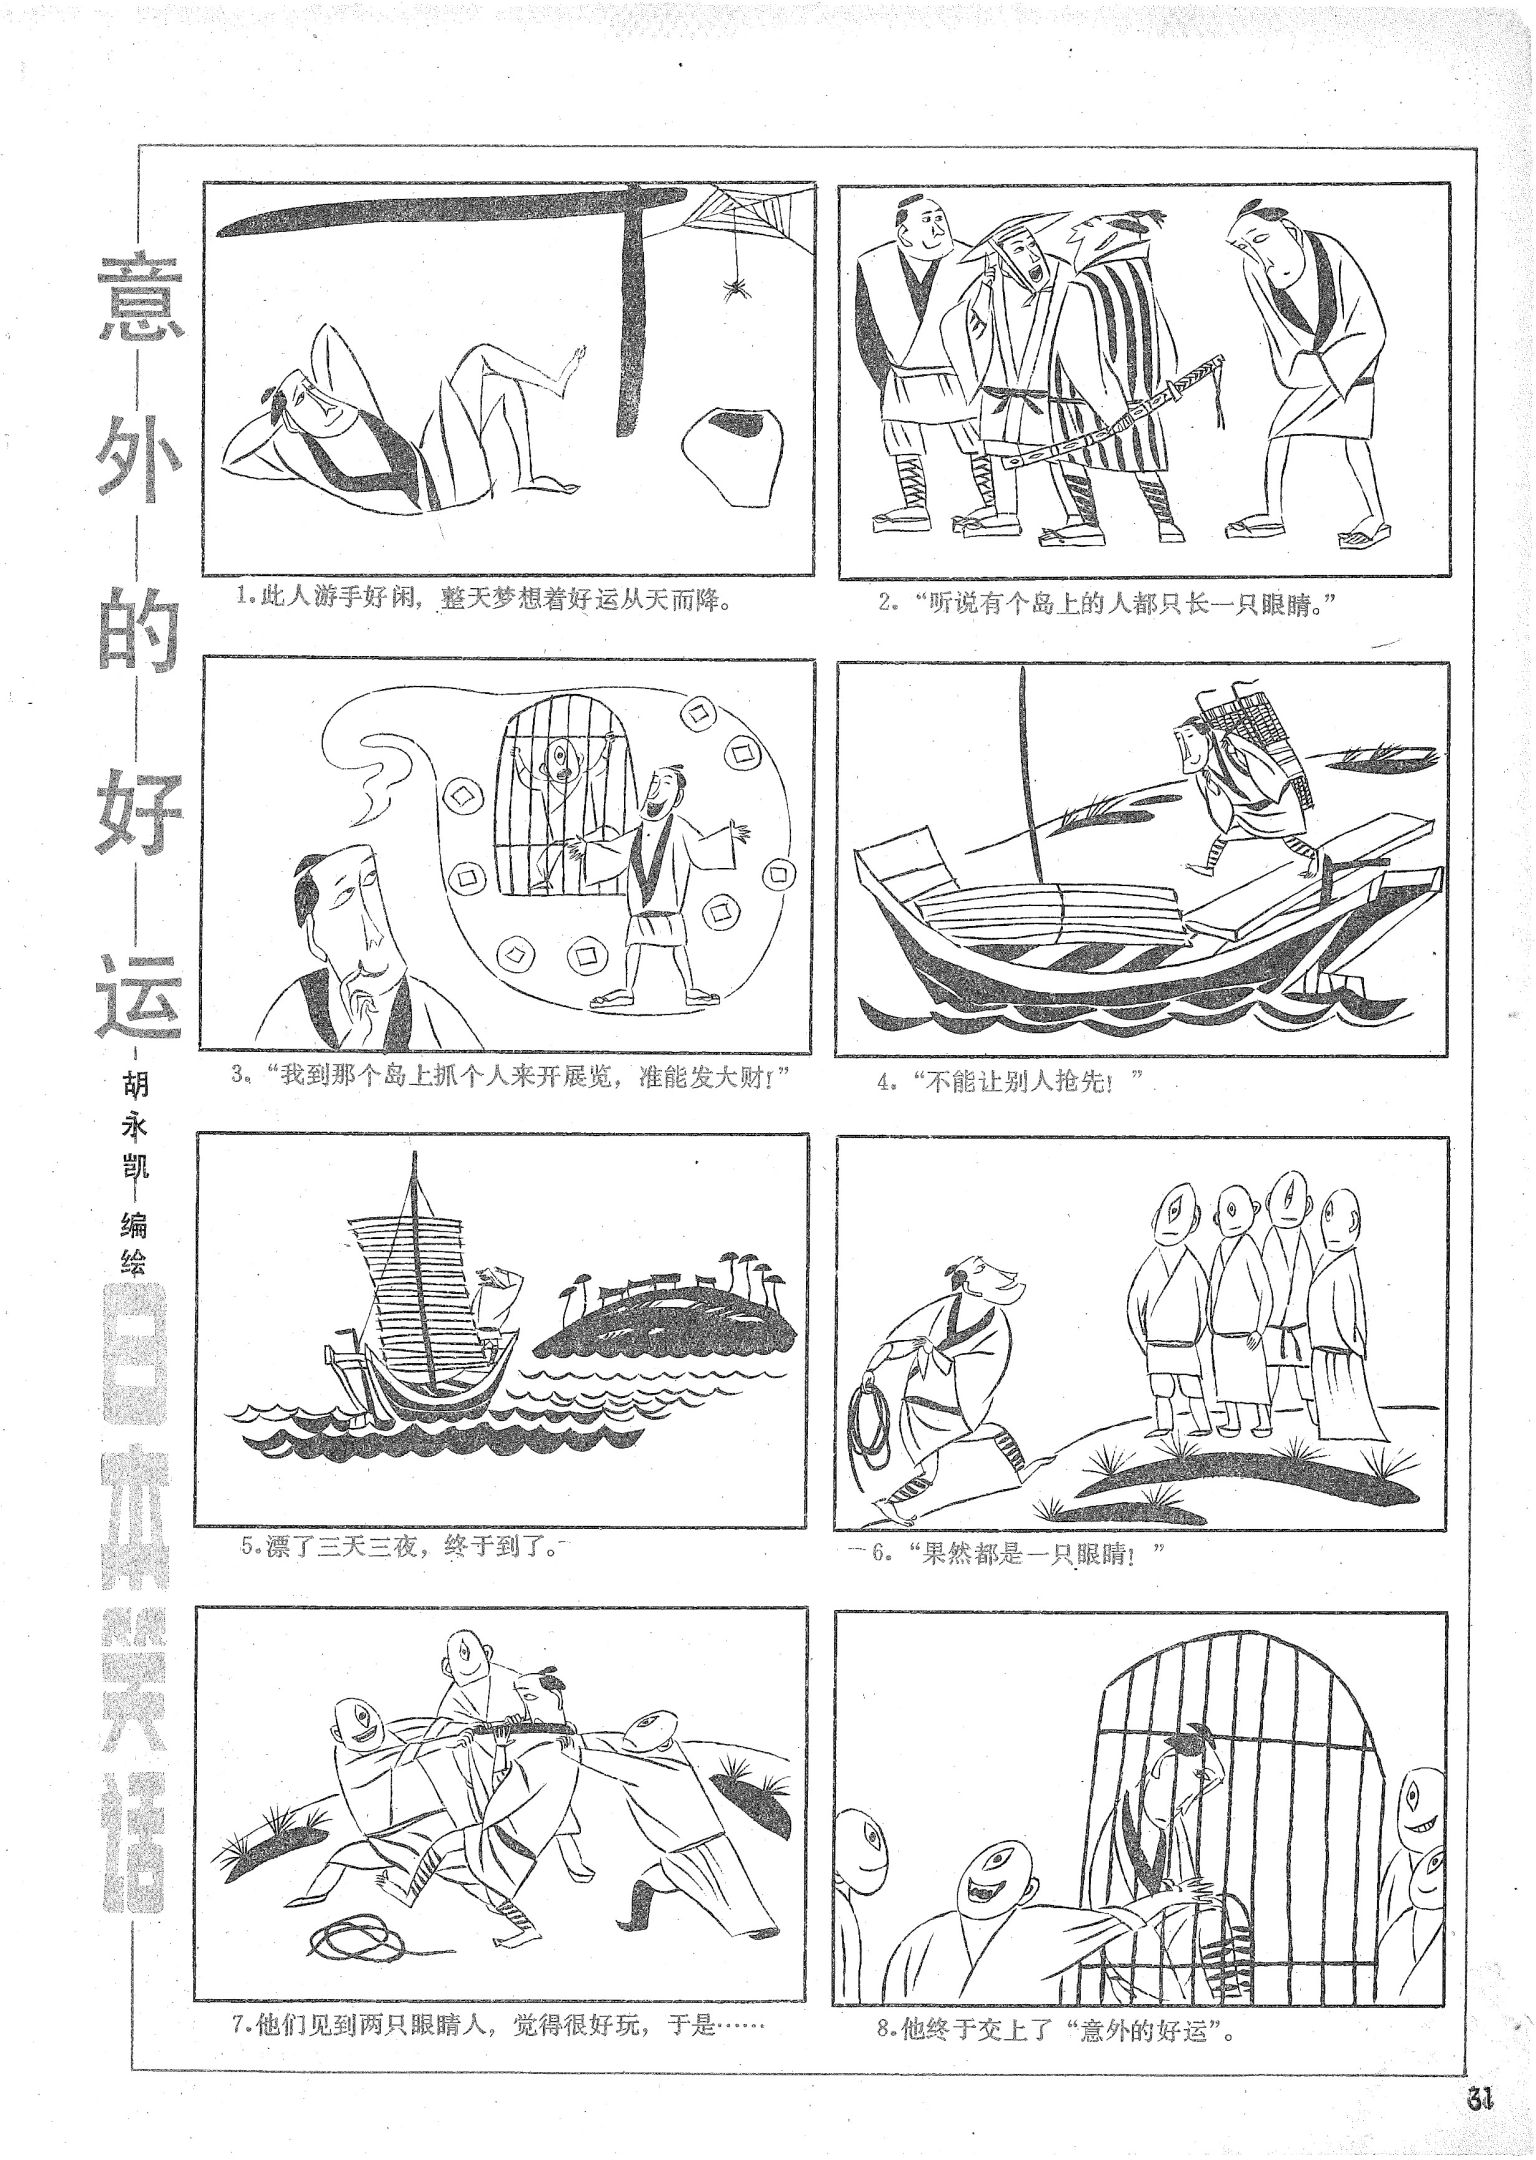 意外的好运
胡永凯 编绘
日本笑话
1.此人游手好闲，整天梦想着好运从天而降。
2.“听说有个岛上的人都只长一只眼睛。”
3.“我到那个岛上抓个人来开展览，准能发大财！”
4.“不能让别人抢先！”
5.漂了三天三夜，终于到了。
6.“果然都是一只眼睛！”
7.他们见到两只眼睛人，觉得很好玩，于是……
8.他终于交上了“意外的好运”。
31